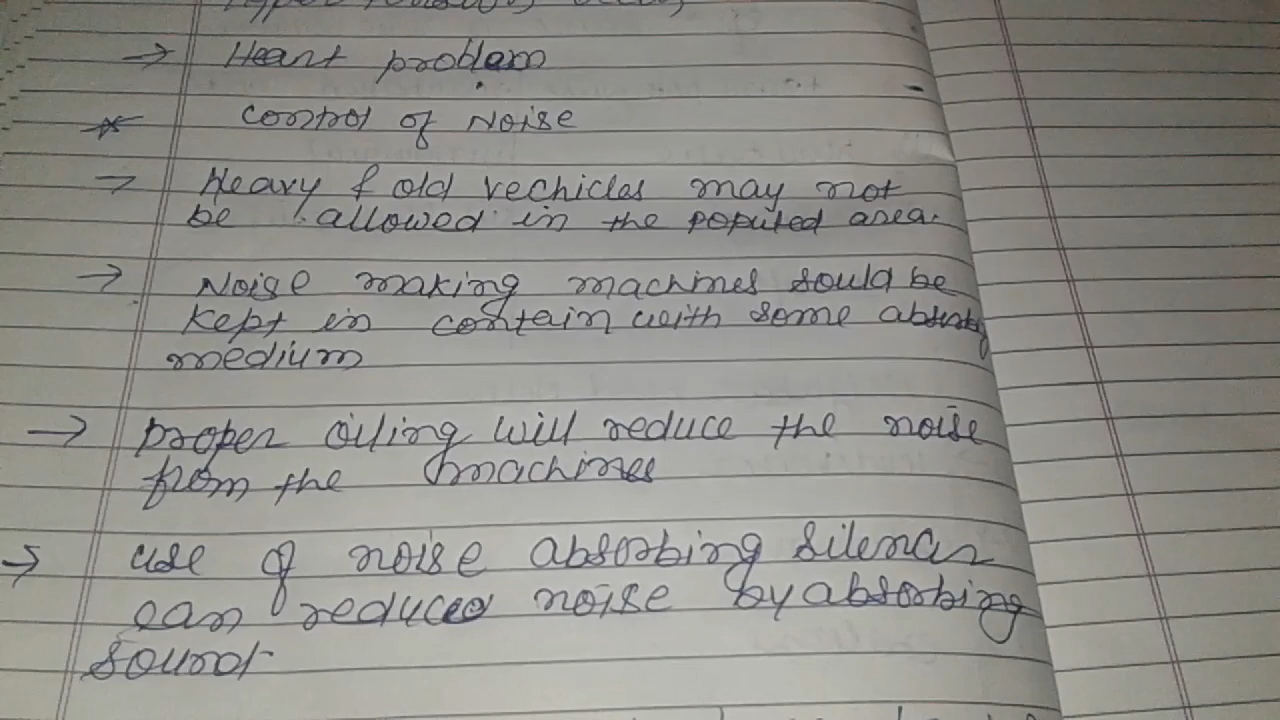 → Heart problem
* Control of Noise
→ Heavy & old vechicles may not
be allowed in the populted area.
→ Noise making machines sould be
kept in contain with some
medium
→ proper oiling will reduce the noise
from the machines
→ use of noise absorbing
can reduced noise by absorbing
sound